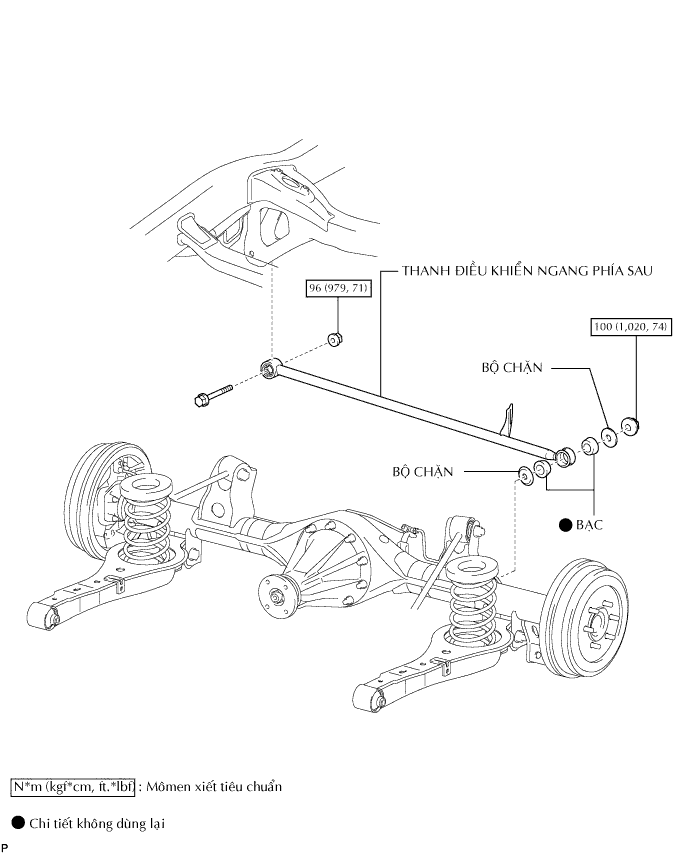 THANH ĐIỀU KHIỂN NGANG PHÍA SAU
96 (979, 71)
100 (1,020, 74)
BỘ CHẶN
BỘ CHẶN
BẠC
N*m (kgf*cm, ft.*lbf) : Mômen xiết tiêu chuẩn
Chi tiết không dùng lại
P